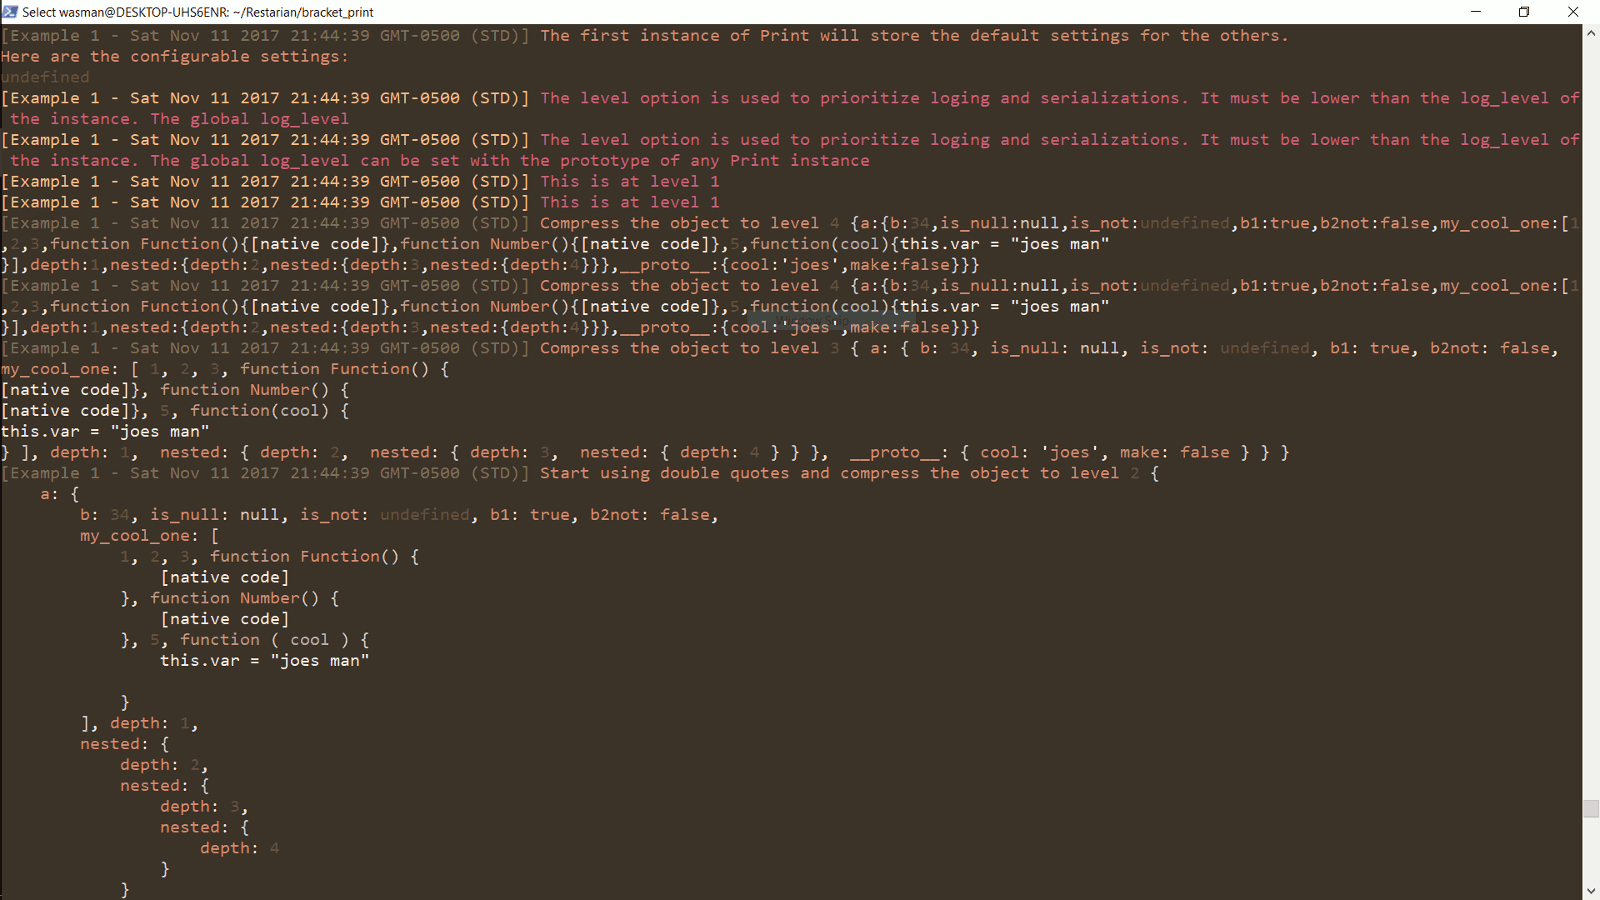 Select wasman@DESKTOP-UHS6ENR: ~/Restarian/bracket_print
[Example 1 - Sat Nov 11 2017 21:44:39 GMT-0500 (STD)] The first instance of Print will store the default settings for the others.
Here are the configurable settings:
undefined
[Example 1 - Sat Nov 11 2017 21:44:39 GMT-0500 (STD)] The level option is used to prioritize loging and serializations. It must be lower than the log_level of
 the instance. The global log_level
[Example 1 - Sat Nov 11 2017 21:44:39 GMT-0500 (STD)] The level option is used to prioritize loging and serializations. It must be lower than the log_level of
 the instance. The global log_level can be set with the prototype of any Print instance
[Example 1 - Sat Nov 11 2017 21:44:39 GMT-0500 (STD)] This is at level 1
[Example 1 - Sat Nov 11 2017 21:44:39 GMT-0500 (STD)] This is at level 1
[Example 1 - Sat Nov 11 2017 21:44:39 GMT-0500 (STD)] Compress the object to level 4 {a:{b:34,is_null:null,is_not:undefined,b1:true,b2not:false,my_cool_one:[1
,2,3,function Function(){[native code]},function Number(){[native code]},5,function(cool){this.var = "joes man"
}],depth:1,nested:{depth:2,nested:{depth:3,nested:{depth:4}}},__proto__:{cool:'joes',make:false}}}
[Example 1 - Sat Nov 11 2017 21:44:39 GMT-0500 (STD)] Compress the object to level 4 {a:{b:34,is_null:null,is_not:undefined,b1:true,b2not:false,my_cool_one:[1
,2,3,function Function(){[native code]},function Number(){[native code]},5,function(cool){this.var = "joes man"
}],depth:1,nested:{depth:2,nested:{depth:3,nested:{depth:4}}},__proto__:{cool:'joes',make:false}}}
[Example 1 - Sat Nov 11 2017 21:44:39 GMT-0500 (STD)] Compress the object to level 3 { a: { b: 34, is_null: null, is_not: undefined, b1: true, b2not: false,
my_cool_one: [ 1, 2, 3, function Function() {
[native code]}, function Number() {
[native code]}, 5, function(cool) {
this.var = "joes man"
} ], depth: 1,  nested: { depth: 2,  nested: { depth: 3,  nested: { depth: 4 } } },  __proto__: { cool: 'joes', make: false } } }
[Example 1 - Sat Nov 11 2017 21:44:39 GMT-0500 (STD)] Start using double quotes and compress the object to level 2 {
    a: {
        b: 34, is_null: null, is_not: undefined, b1: true, b2not: false,
        my_cool_one: [
            1, 2, 3, function Function() {
                [native code]
            }, function Number() {
                [native code]
            }, 5, function ( cool ) {
                this.var = "joes man"
            }
        ], depth: 1,
        nested: {
            depth: 2,
            nested: {
                depth: 3,
                nested: {
                    depth: 4
                }
            }